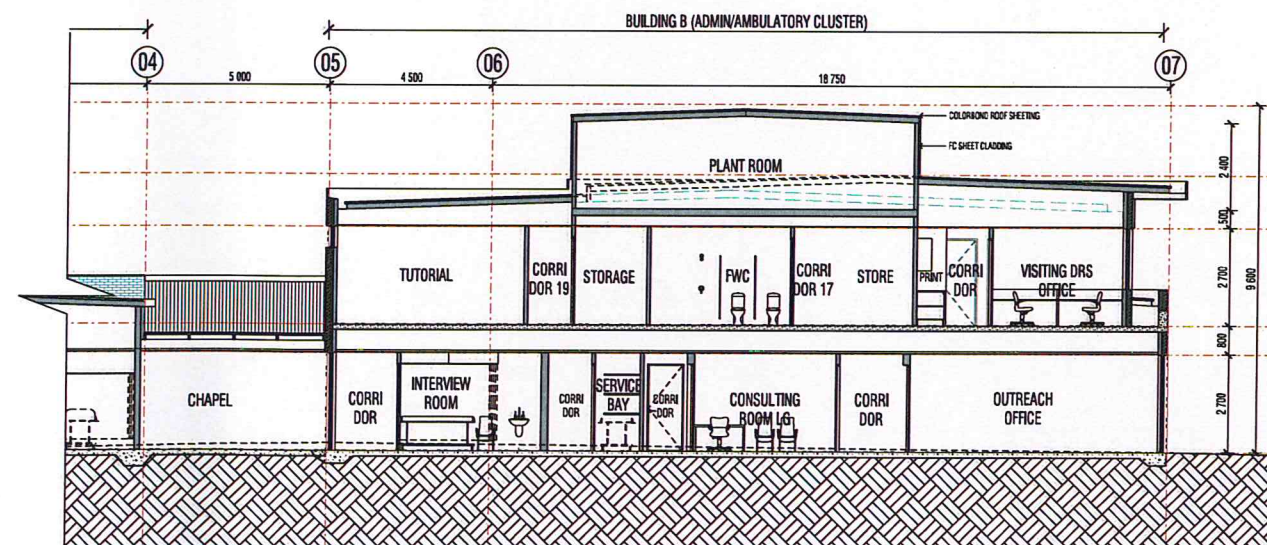 BUILDING B (ADMIN/AMBULATORY CLUSTER)
04
05
06
07
5 000
4 500
18 750
COLORBOND ROOF SHEETING
FC SHEET CLADDING
PLANT ROOM
2 400
500
2 700
9 600
800
2 700
TUTORIAL
CORRI
DOR 19
STORAGE
FWC
CORRI
DOR 17
STORE
PRINT
CORRI
DOR
VISITING DRS
OFFICE
CHAPEL
CORRI
DOR
INTERVIEW
ROOM
CORRI
DOR
SERVICE
BAY
CORRI
DOR
CONSULTING
ROOM LG
CORRI
DOR
OUTREACH
OFFICE